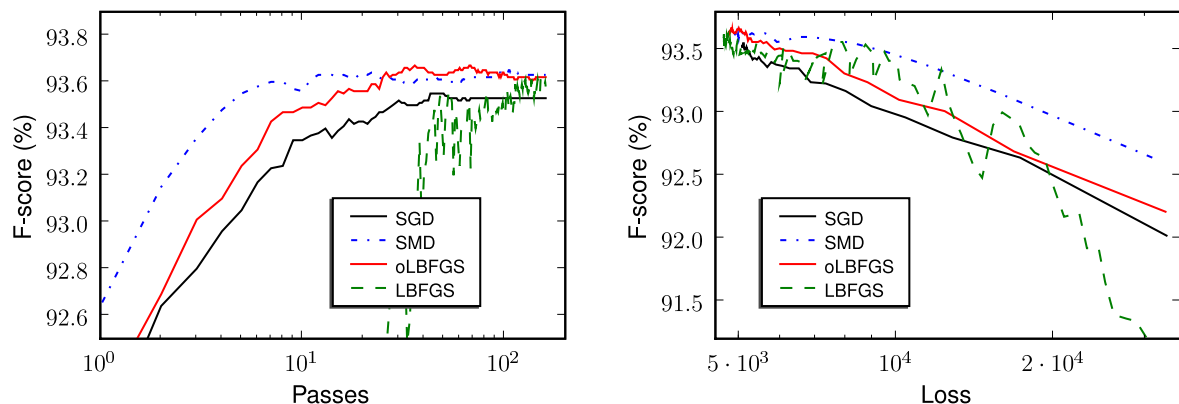 93.8
93.6
93.4
93.2
93.0
92.8
92.6
F-score (%)
SGD
SMD
oLBFGS
LBFGS
10^0
10^1
10^2
Passes
93.5
93.0
92.5
92.0
91.5
F-score (%)
SGD
SMD
oLBFGS
LBFGS
5·10^3
10^4
2·10^4
Loss